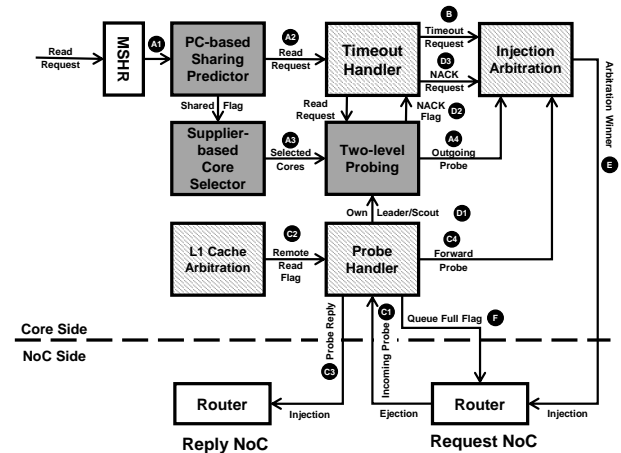 B
Timeout
Request
A1
A2
D3
Read
Request
MSHR
PC-based
Sharing
Predictor
Read
Request
Timeout
Handler
NACK
Request
Injection
Arbitration
Shared
Flag
Read
Request
NACK
Flag
D2
Arbitration Winner
Supplier-
based
Core
Selector
A3
Selected
Cores
Two-level
Probing
A4
Outgoing
Probe
E
Own
Leader/Scout
D1
L1 Cache
Arbitration
C2
Remote
Read
Flag
Probe
Handler
C4
Forward
Probe
Probe Reply
C3
Incoming Probe
C1
Queue Full Flag
F
Core Side
NoC Side
Router
Injection
Ejection
Router
Injection
Reply NoC
Request NoC